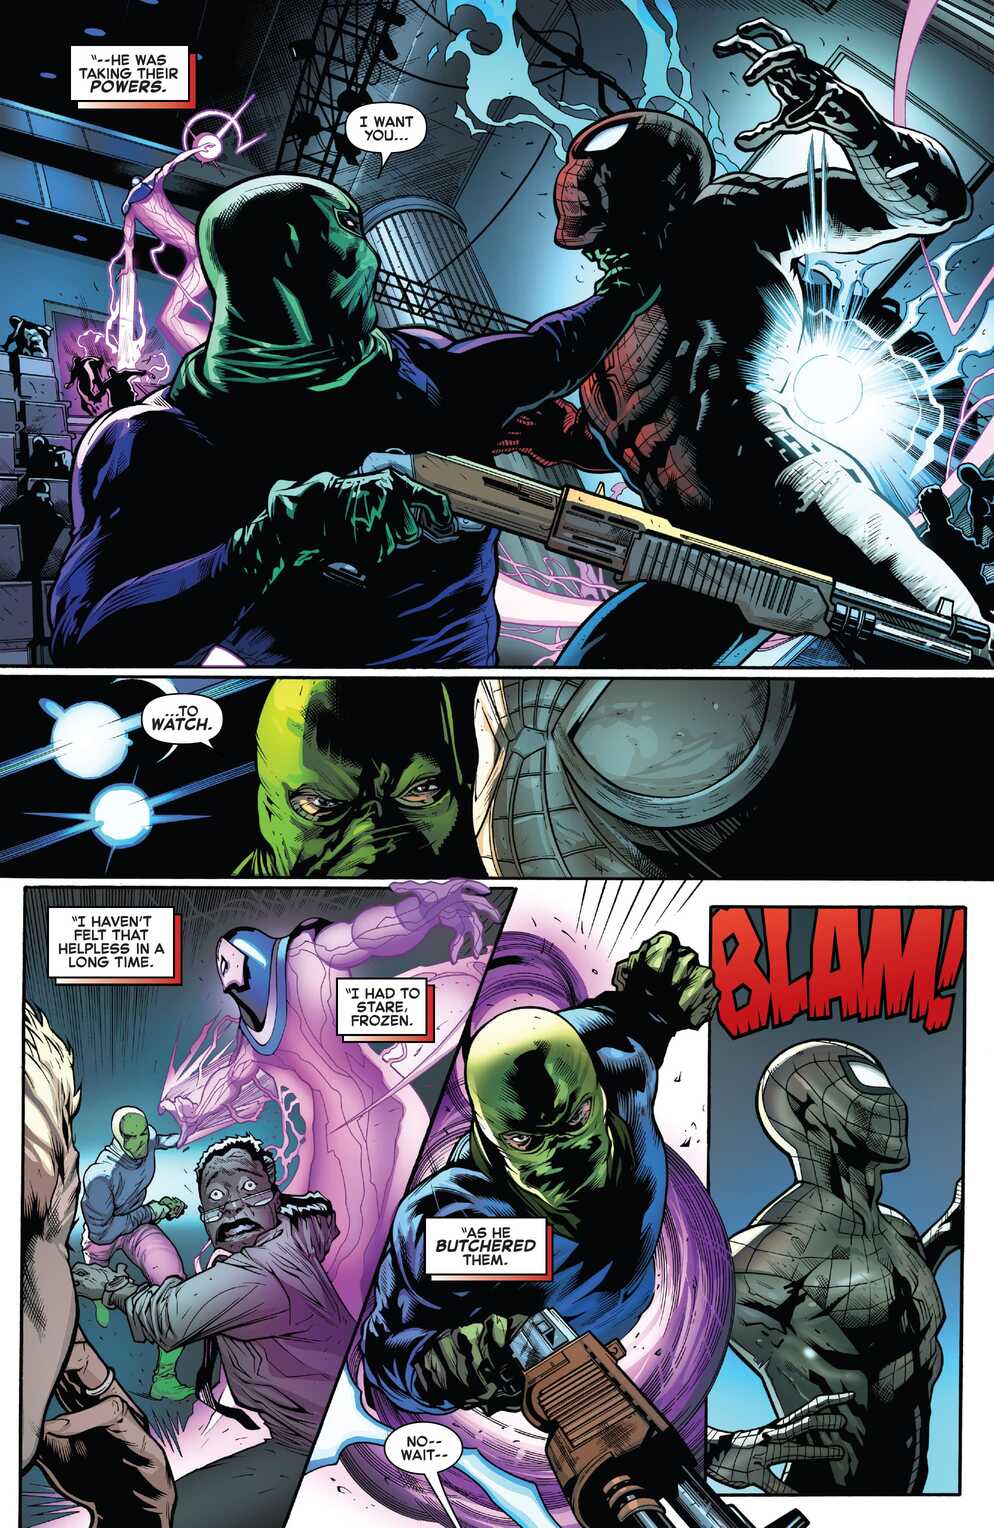 "--HE WAS
TAKING THEIR
POWERS.
I WANT
YOU...
...TO
WATCH.
"I HAVEN'T
FELT THAT
HELPLESS IN A
LONG TIME.
"I HAD TO
STARE,
FROZEN.
"AS HE
BUTCHERED
THEM.
NO--
WAIT--
BLAM!